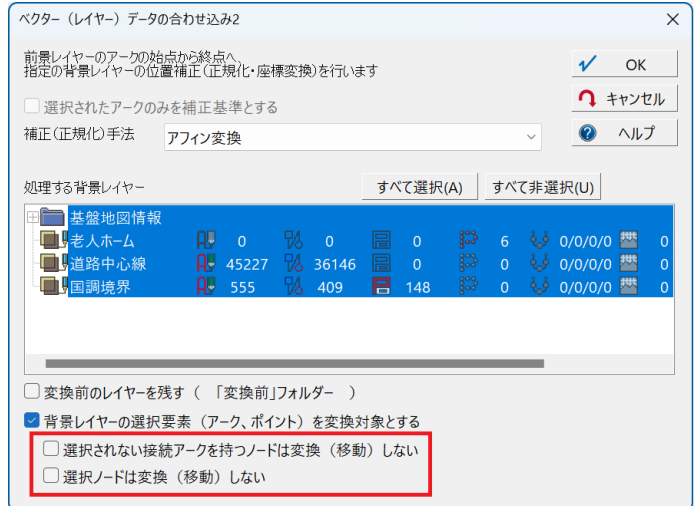 ベクター（レイヤー）データの合わせ込み2
前景レイヤーのアークの始点から終点へ、
指定の背景レイヤーの位置補正(正規化・座標変換)を行います
OK
キャンセル
ヘルプ
選択されたアークのみを補正基準とする
補正(正規化)手法
アフィン変換
処理する背景レイヤー
すべて選択(A)
すべて非選択(U)
基盤地図情報
老人ホーム 0 0 0 6 0/0/0/0 0
道路中心線 45227 36146 0 0 0/0/0/0 0
国調境界 555 409 148 0 0/0/0/0 0
変換前のレイヤーを残す（ 「変換前」フォルダー ）
背景レイヤーの選択要素（アーク、ポイント）を変換対象とする
選択されない接続アークを持つノードは変換（移動）しない
選択ノードは変換（移動）しない